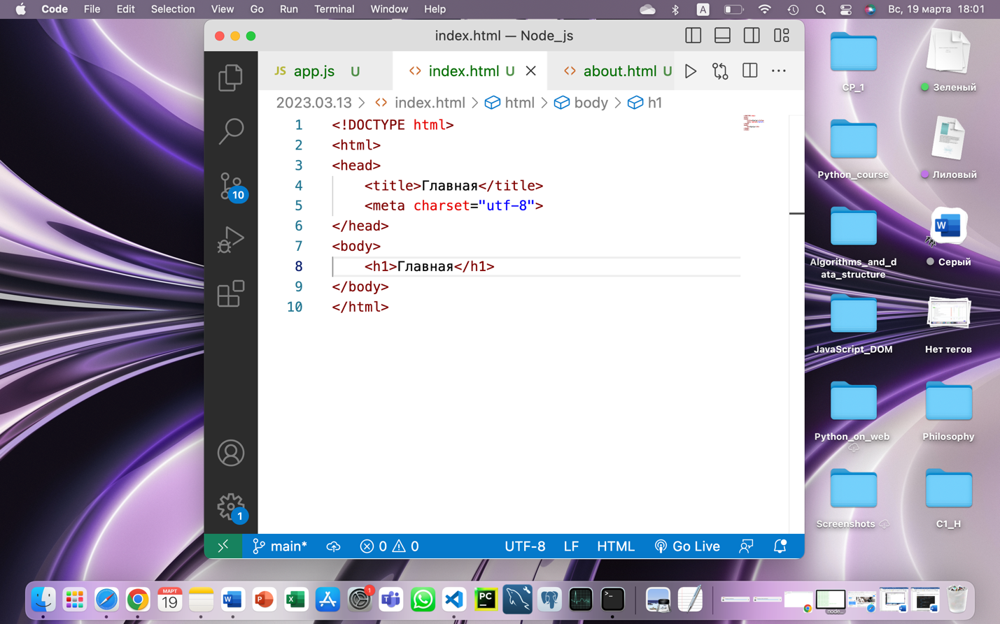 Code File Edit Selection View Go Run Terminal Window Help A Вс, 19 марта 18:01
index.html — Node_js
JS app.js U <> index.html U <> about.html U
2023.03.13 > <> index.html > html > body > h1
1 <!DOCTYPE html>
2 <html>
3 <head>
4 <title>Главная</title>
5 <meta charset="utf-8">
6 </head>
7 <body>
8 <h1>Главная</h1>
9 </body>
10 </html>
10
1
main* 0 0 UTF-8 LF HTML Go Live
CP_1
Зеленый
Python_course
Лиловый
Algorithms_and_d
ata_structure
Серый
JavaScript_DOM
Нет тегов
Python_on_web
Philosophy
Screenshots
C1_H
W
МАРТ
19
W P X 1 T PC >_
node...